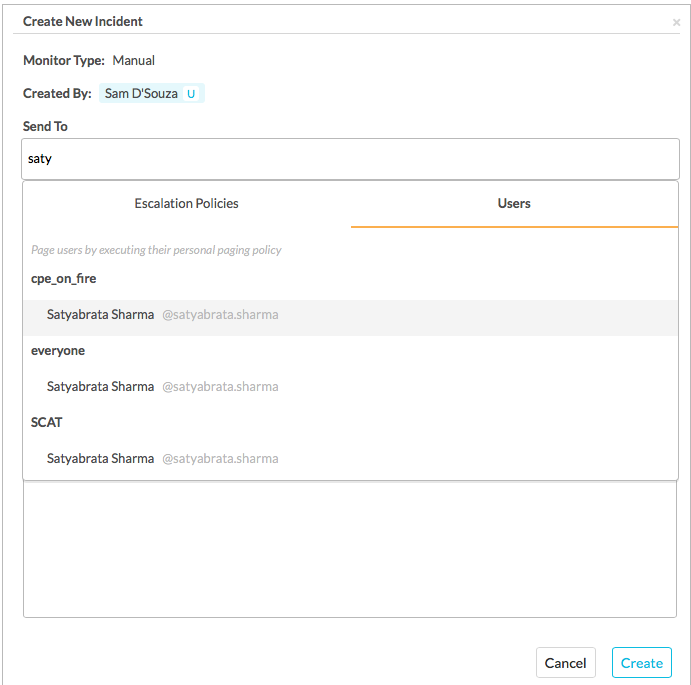 Create New Incident ×
Monitor Type: Manual
Created By: Sam D'Souza U
Send To
saty
Escalation Policies Users
Page users by executing their personal paging policy
cpe_on_fire
Satyabrata Sharma @satyabrata.sharma
everyone
Satyabrata Sharma @satyabrata.sharma
SCAT
Satyabrata Sharma @satyabrata.sharma
Cancel Create